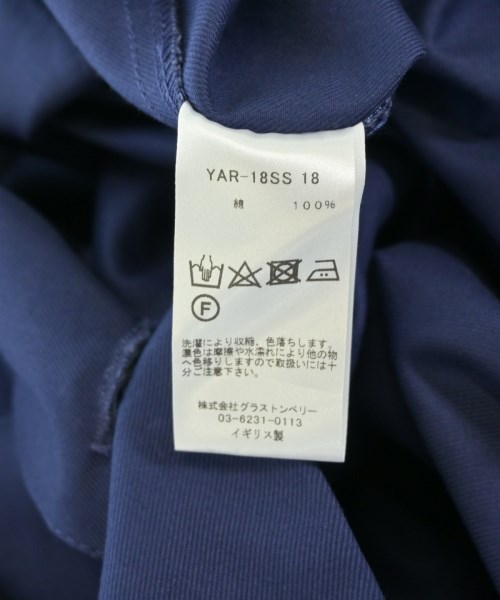 YAR-18SS 18
綿 100%
F
洗濯により収縮、色落ちします。
濃色は摩擦や水濡れにより他の物
へ色移りしますので取扱いには十
分ご注意下さい。
株式会社グラストンベリー
03-6231-0113
イギリス製